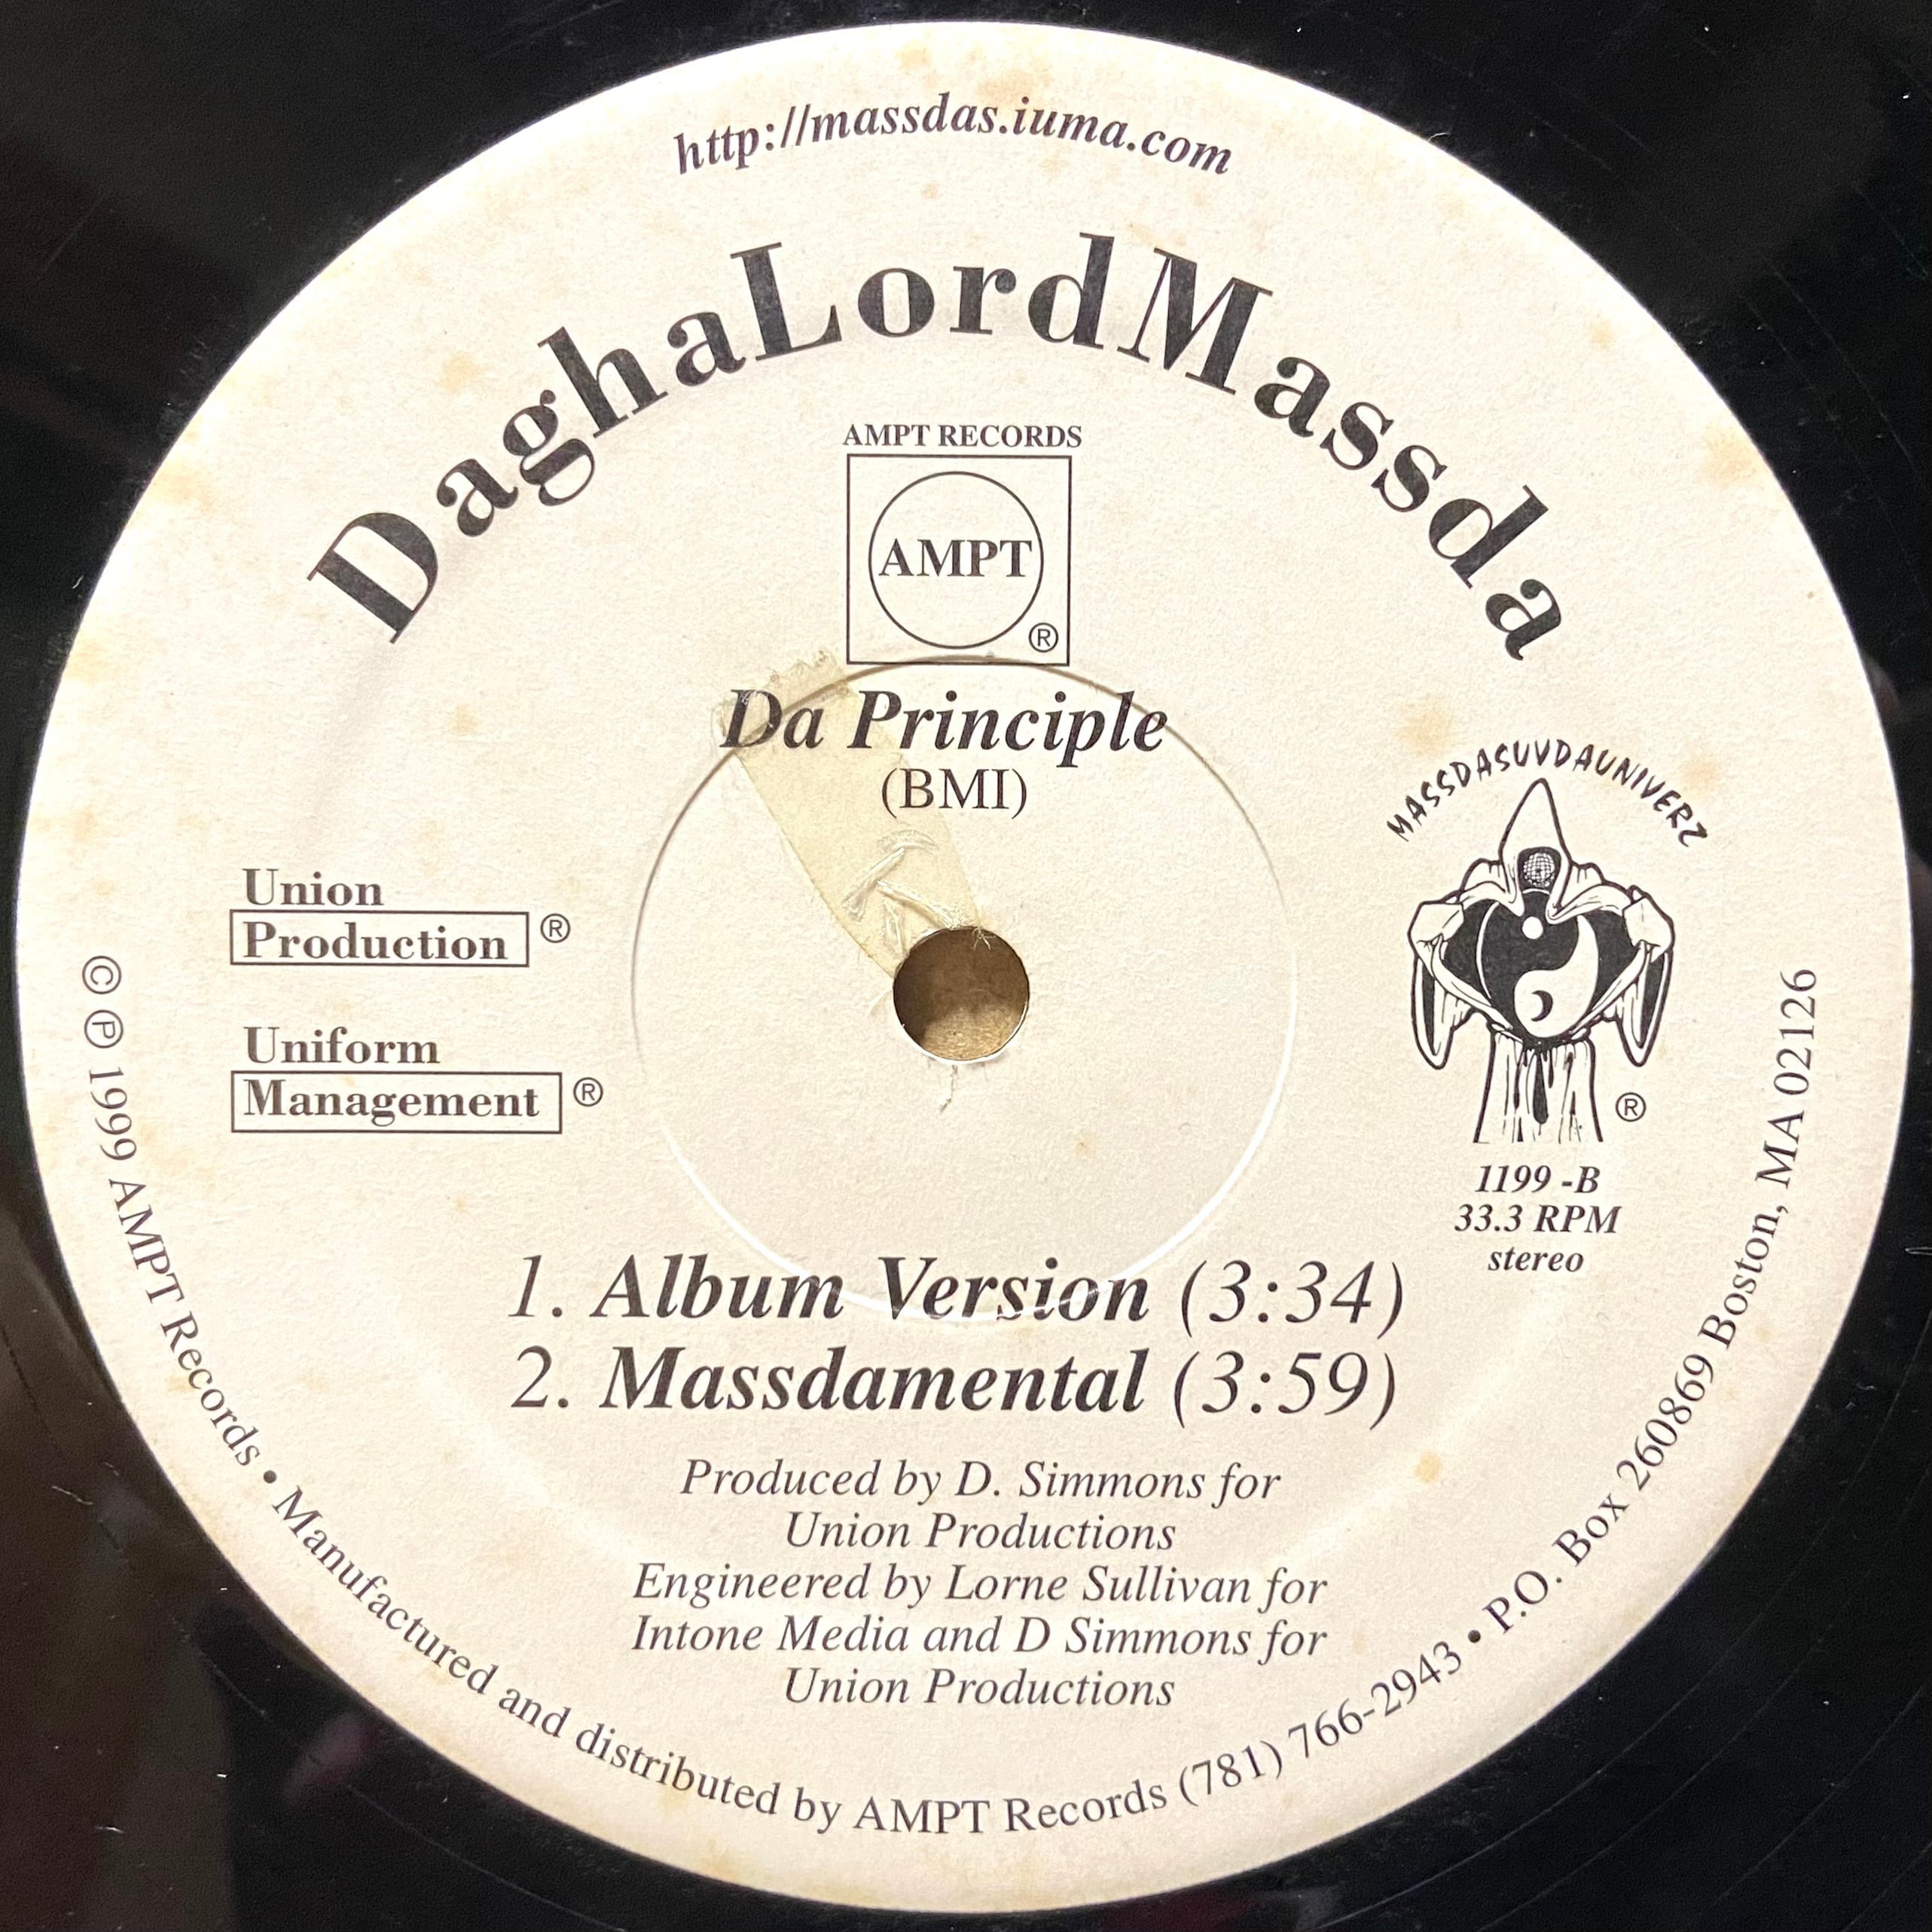 http://massdas.iuma.com
DaghaLordMassda
AMPT RECORDS
AMPT
®
Da Principle
(BMI)
MASSDASUVDAUNIVERZ
®
Union
Production ®
Uniform
Management ®
1199 -B
33.3 RPM
stereo
1. Album Version (3:34)
2. Massdamental (3:59)
Produced by D. Simmons for
Union Productions
Engineered by Lorne Sullivan for
Intone Media and D Simmons for
Union Productions
© ℗ 1999 AMPT Records • Manufactured and distributed by AMPT Records (781) 766-2943 • P.O. Box 260869 Boston, MA 02126